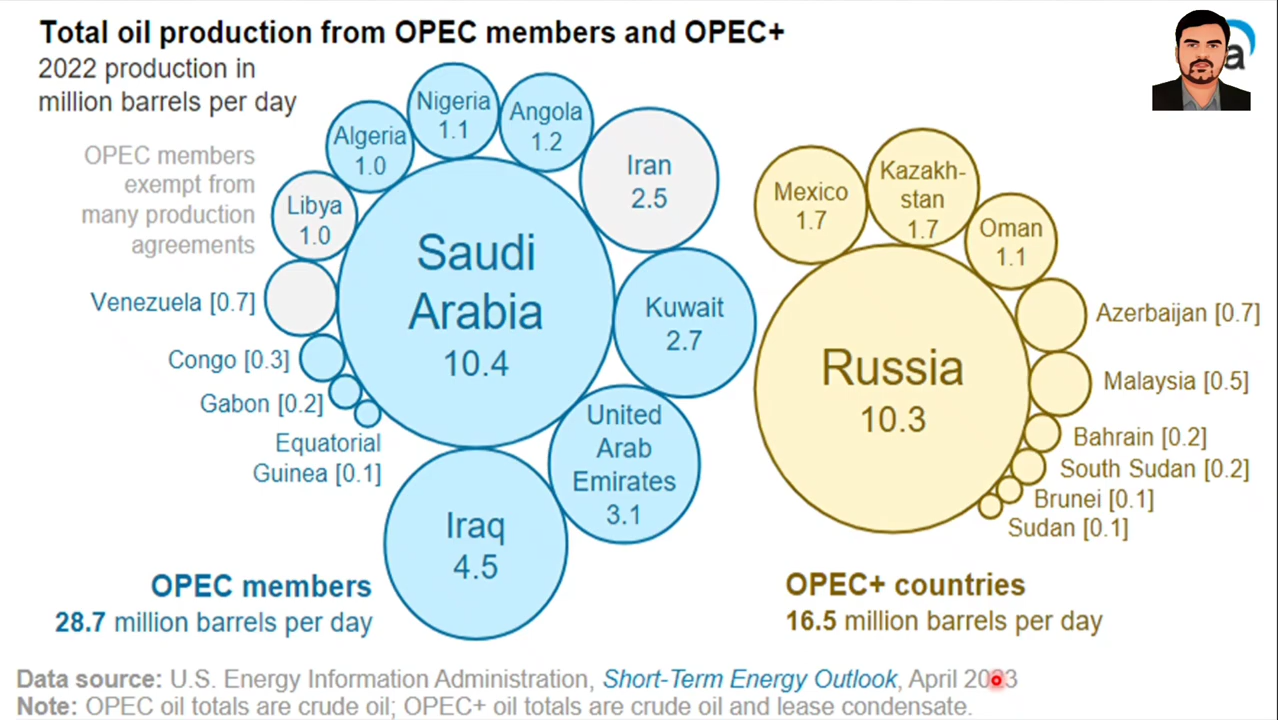 Total oil production from OPEC members and OPEC+
2022 production in
million barrels per day
OPEC members
exempt from
many production
agreements
Nigeria
1.1
Angola
1.2
Algeria
1.0
Iran
2.5
Libya
1.0
Venezuela [0.7]
Saudi
Arabia
10.4
Kuwait
2.7
Congo [0.3]
Gabon [0.2]
Equatorial
Guinea [0.1]
United
Arab
Emirates
3.1
Iraq
4.5
OPEC members
28.7 million barrels per day
Mexico
1.7
Kazakh-
stan
1.7
Oman
1.1
Azerbaijan [0.7]
Russia
10.3
Malaysia [0.5]
Bahrain [0.2]
South Sudan [0.2]
Brunei [0.1]
Sudan [0.1]
OPEC+ countries
16.5 million barrels per day
Data source: U.S. Energy Information Administration, Short-Term Energy Outlook, April
Note: OPEC oil totals are crude oil; OPEC+ oil totals are crude oil and lease condensate.